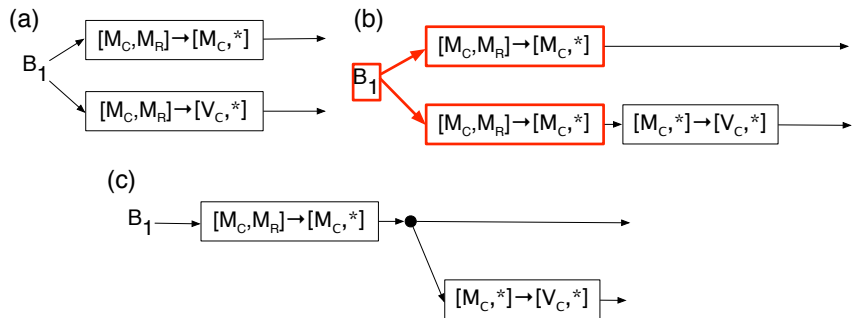 (a)
[M_C,M_R]→[M_C,*]
B_1
[M_C,M_R]→[V_C,*]
(b)
[M_C,M_R]→[M_C,*]
B_1
[M_C,M_R]→[M_C,*]
[M_C,*]→[V_C,*]
(c)
B_1
[M_C,M_R]→[M_C,*]
[M_C,*]→[V_C,*]